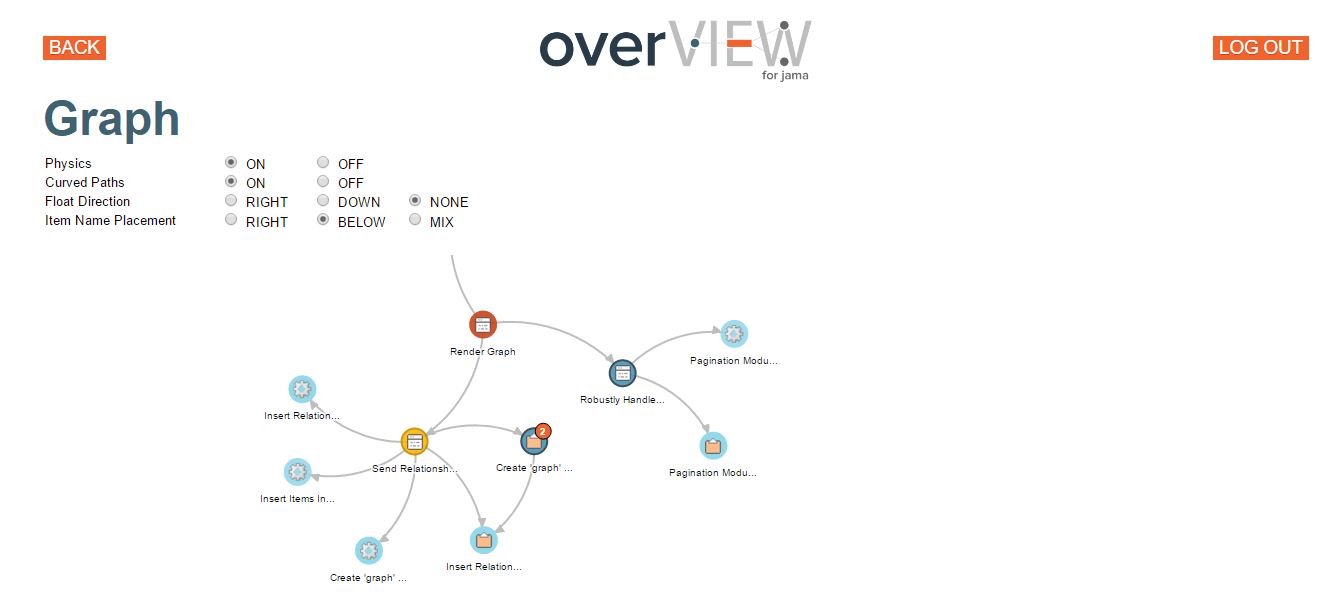 BACK
overVIEW
for jama
LOG OUT
Graph
Physics ON OFF
Curved Paths ON OFF
Float Direction RIGHT DOWN NONE
Item Name Placement RIGHT BELOW MIX
Render Graph
Pagination Modu...
Robustly Handle...
Insert Relation...
2
Send Relationsh...
Create 'graph' ...
Pagination Modu...
Insert Items In...
Insert Relation...
Create 'graph' ...